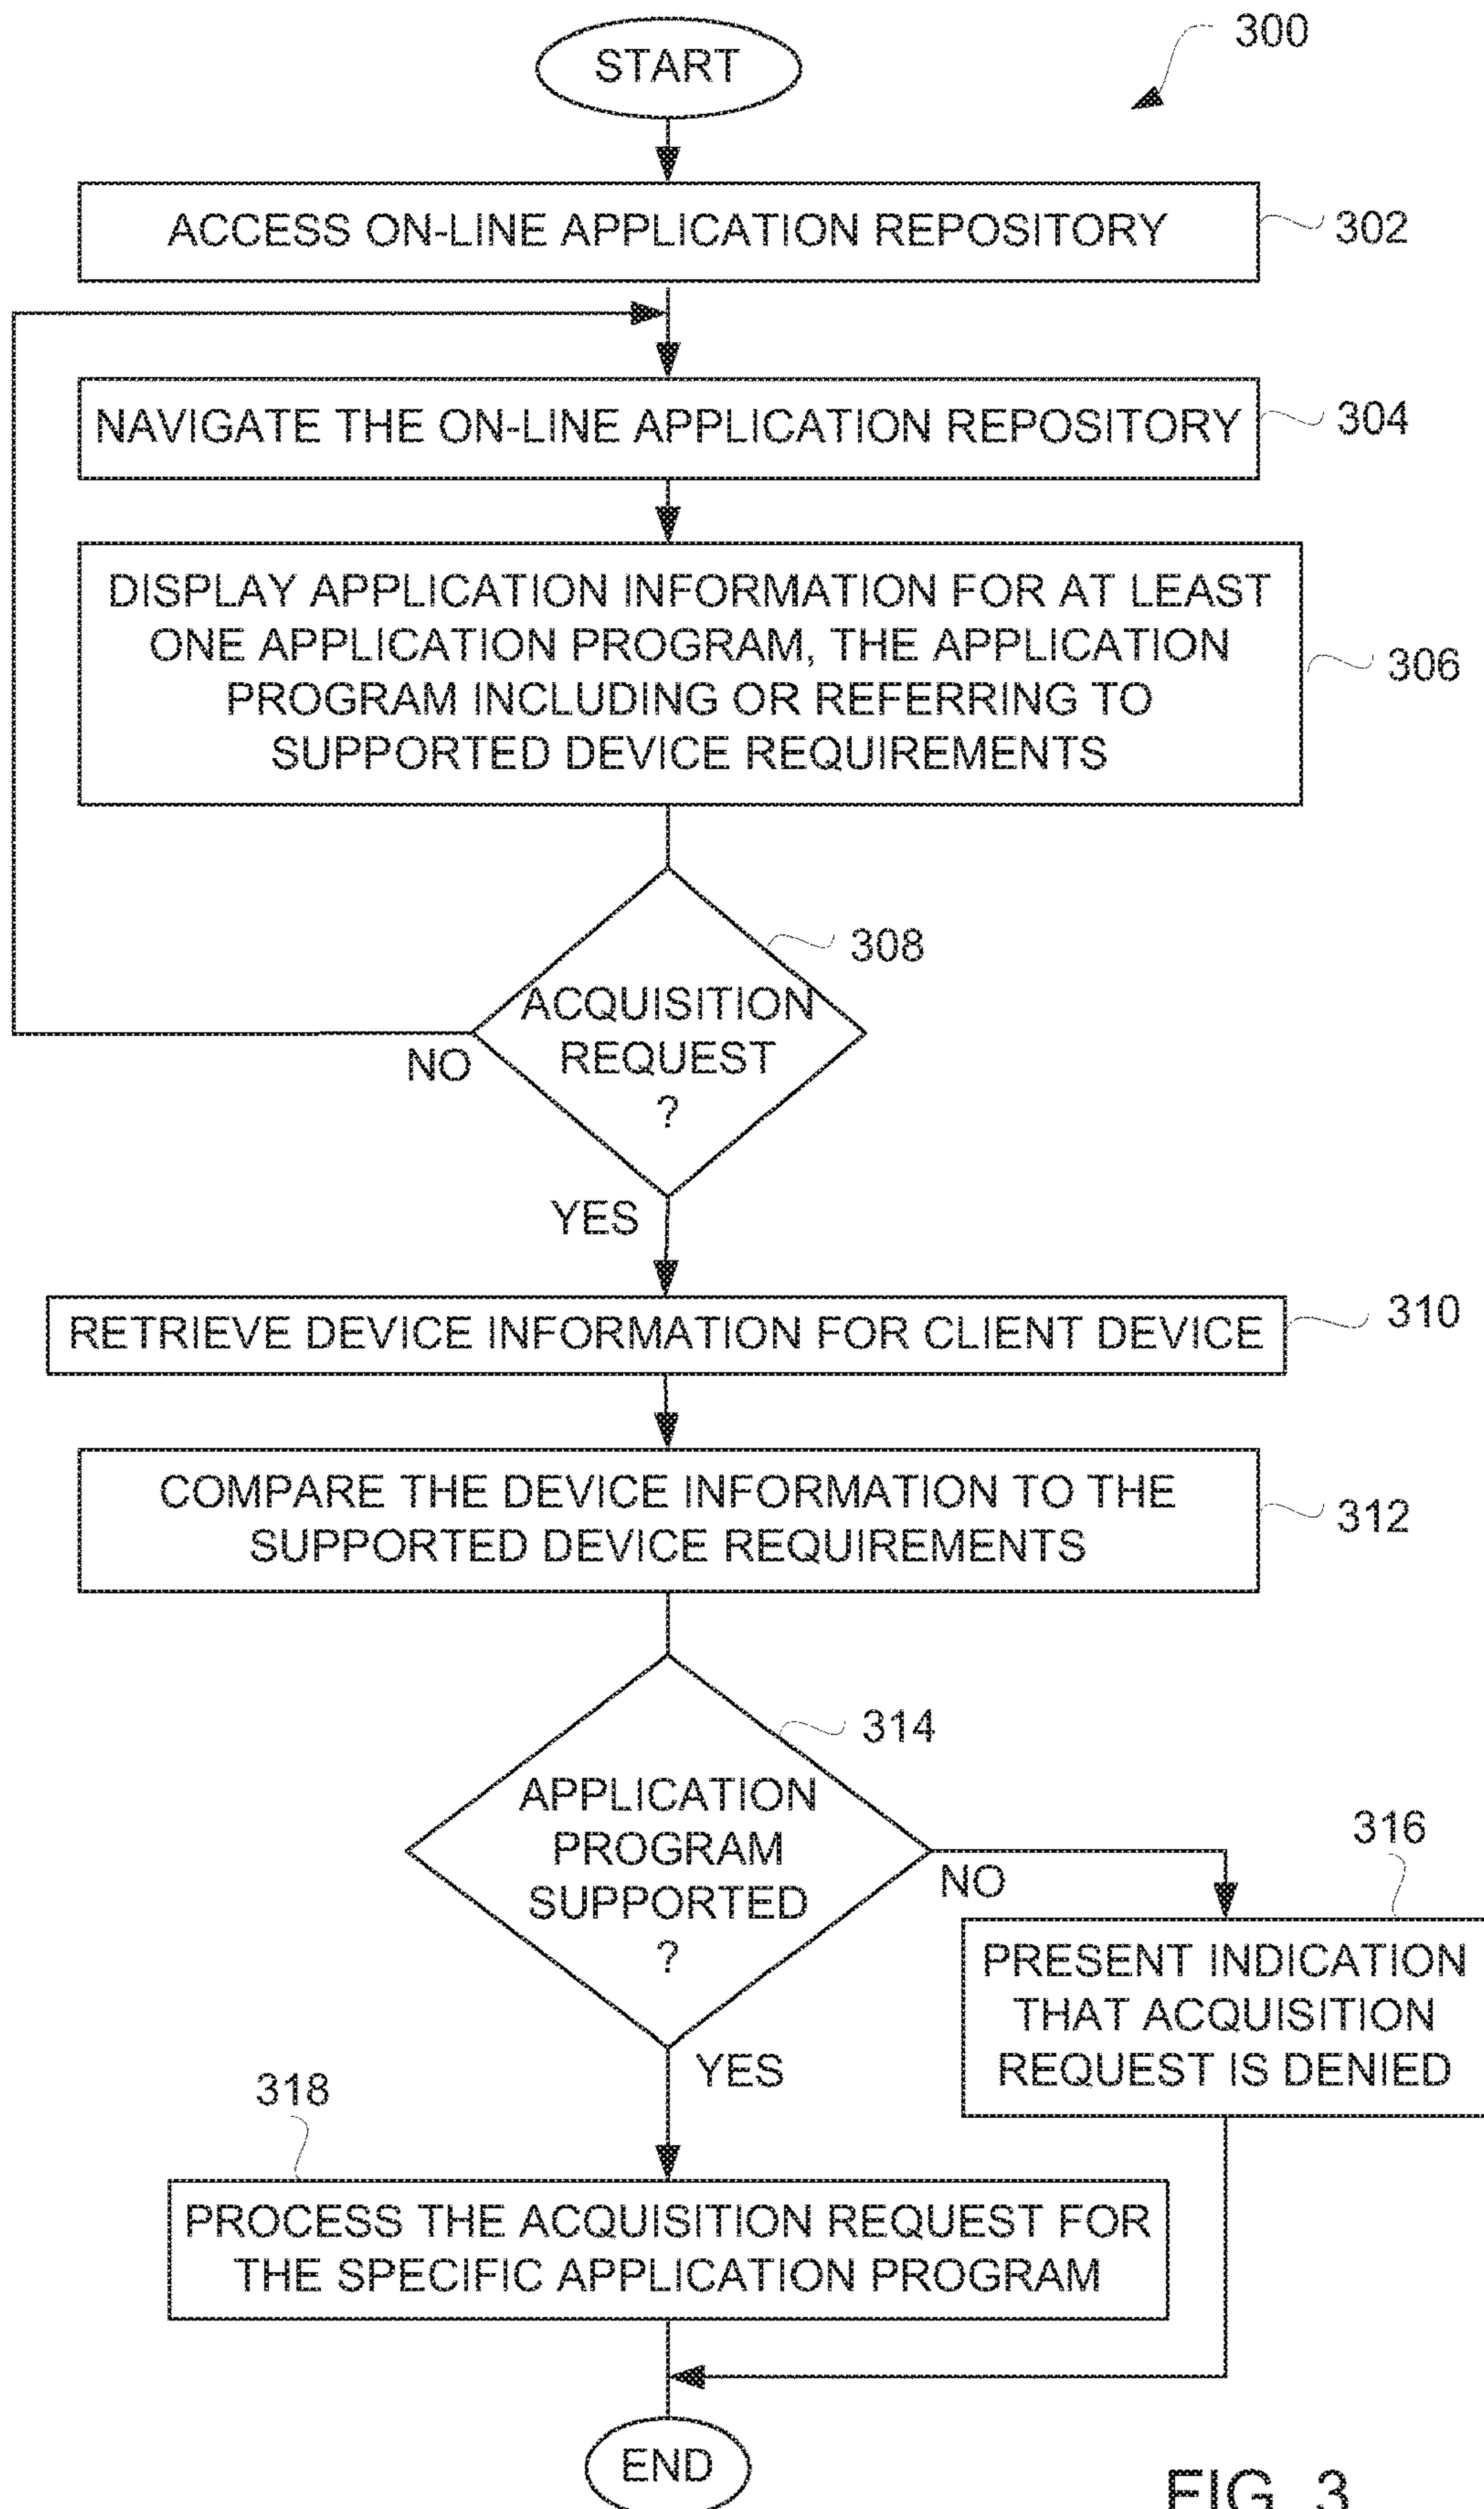 300
START
ACCESS ON-LINE APPLICATION REPOSITORY
302
NAVIGATE THE ON-LINE APPLICATION REPOSITORY
304
DISPLAY APPLICATION INFORMATION FOR AT LEAST
ONE APPLICATION PROGRAM, THE APPLICATION
PROGRAM INCLUDING OR REFERRING TO
SUPPORTED DEVICE REQUIREMENTS
306
308
ACQUISITION
REQUEST
?
NO
YES
RETRIEVE DEVICE INFORMATION FOR CLIENT DEVICE
310
COMPARE THE DEVICE INFORMATION TO THE
SUPPORTED DEVICE REQUIREMENTS
312
314
APPLICATION
PROGRAM
SUPPORTED
?
NO
316
PRESENT INDICATION
THAT ACQUISITION
REQUEST IS DENIED
YES
318
PROCESS THE ACQUISITION REQUEST FOR
THE SPECIFIC APPLICATION PROGRAM
END
FIG. 3